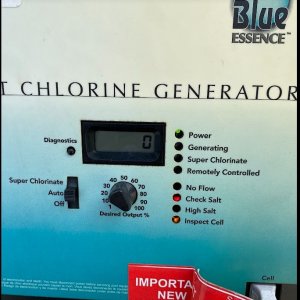 Blue
ESSENCE™
T CHLORINE GENERATOR
Diagnostics
0
Power
Generating
Super Chlorinate
Remotely Controlled
No Flow
Check Salt
High Salt
Inspect Cell
Super Chlorinate
Auto
Off
40 50 60
30 70
20 80
10 90
1 100
Desired Output %
IMPORTA
NEW
Cell